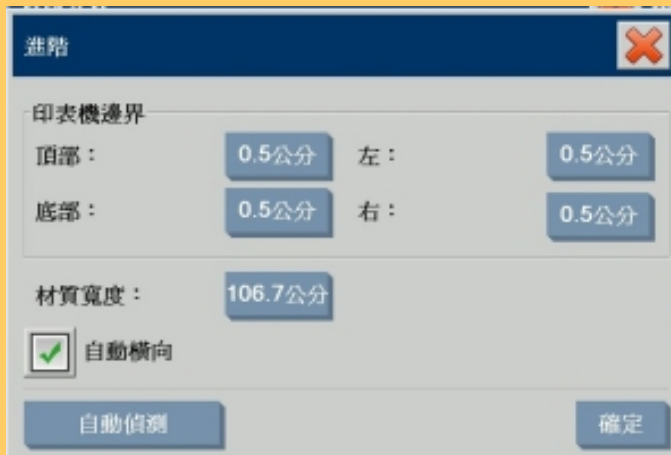 進階
印表機邊界
頂部： 0.5公分 左： 0.5公分
底部： 0.5公分 右： 0.5公分
材質寬度： 106.7公分
自動橫向
自動偵測 確定